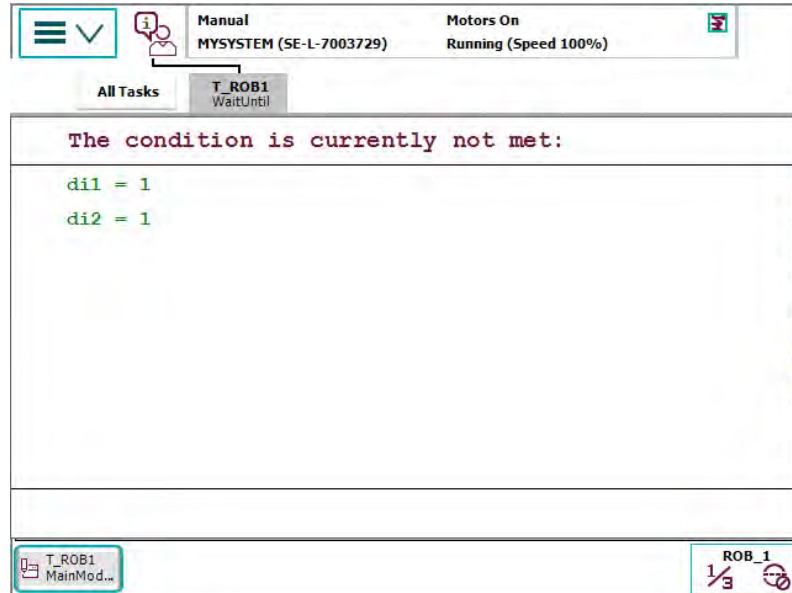 Manual
MYSYSTEM (SE-L-7003729)
Motors On
Running (Speed 100%)
All Tasks
T_ROB1
WaitUntil
The condition is currently not met:
di1 = 1
di2 = 1
T_ROB1
MainMod...
ROB_1
1/3